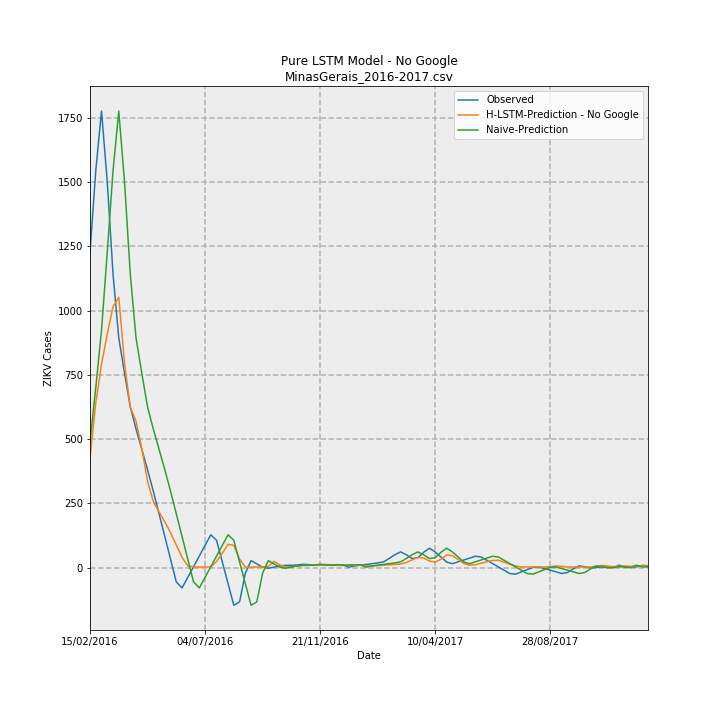 Pure LSTM Model - No Google
MinasGerais_2016-2017.csv
Observed
H-LSTM-Prediction - No Google
Naive-Prediction
ZIKV Cases
1750
1500
1250
1000
750
500
250
0
15/02/2016
04/07/2016
21/11/2016
10/04/2017
28/08/2017
Date